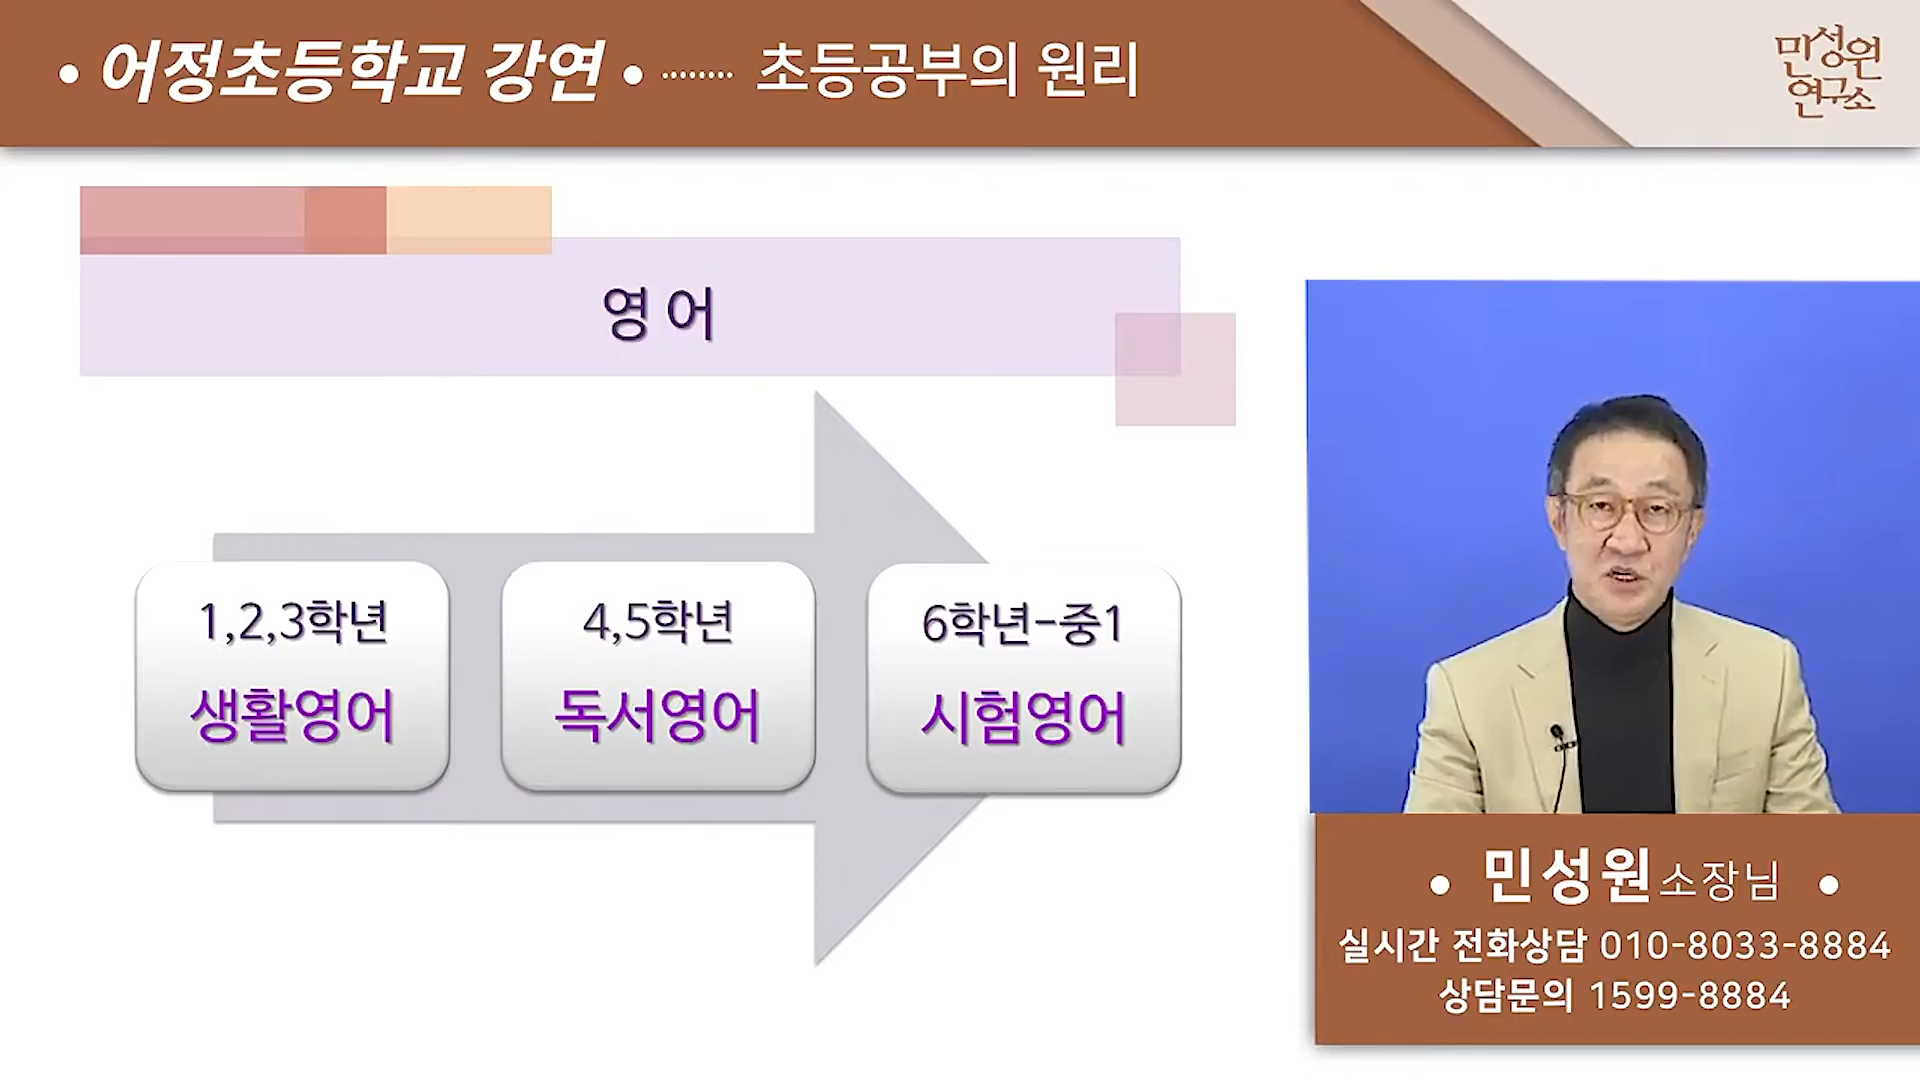 • 어정초등학교 강연 • ········ 초등공부의 원리
민성원
연구소
영 어
1,2,3학년
생활영어
4,5학년
독서영어
6학년-중1
시험영어
• 민성원 소장님 •
실시간 전화상담 010-8033-8884
상담문의 1599-8884